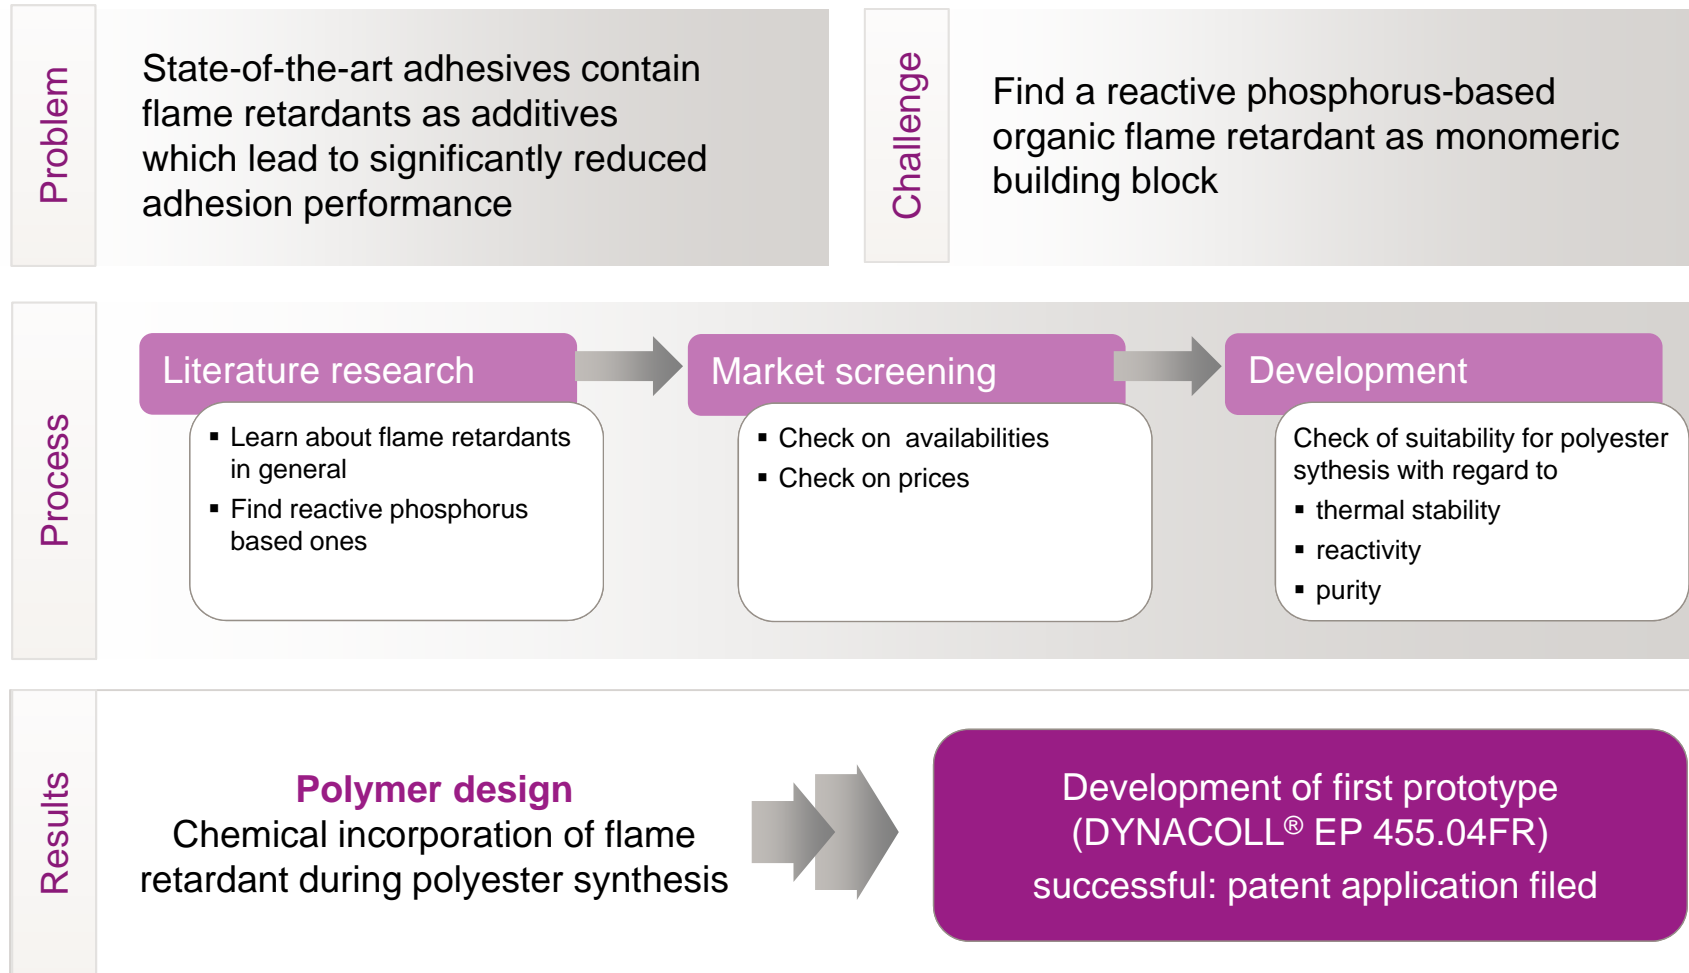 Problem
State-of-the-art adhesives contain
flame retardants as additives
which lead to significantly reduced
adhesion performance
Challenge
Find a reactive phosphorus-based
organic flame retardant as monomeric
building block
Process
Literature research
▪ Learn about flame retardants
in general
▪ Find reactive phosphorus
based ones
Market screening
▪ Check on availabilities
▪ Check on prices
Development
Check of suitability for polyester
sythesis with regard to
▪ thermal stability
▪ reactivity
▪ purity
Results
Polymer design
Chemical incorporation of flame
retardant during polyester synthesis
Development of first prototype
(DYNACOLL® EP 455.04FR)
successful: patent application filed